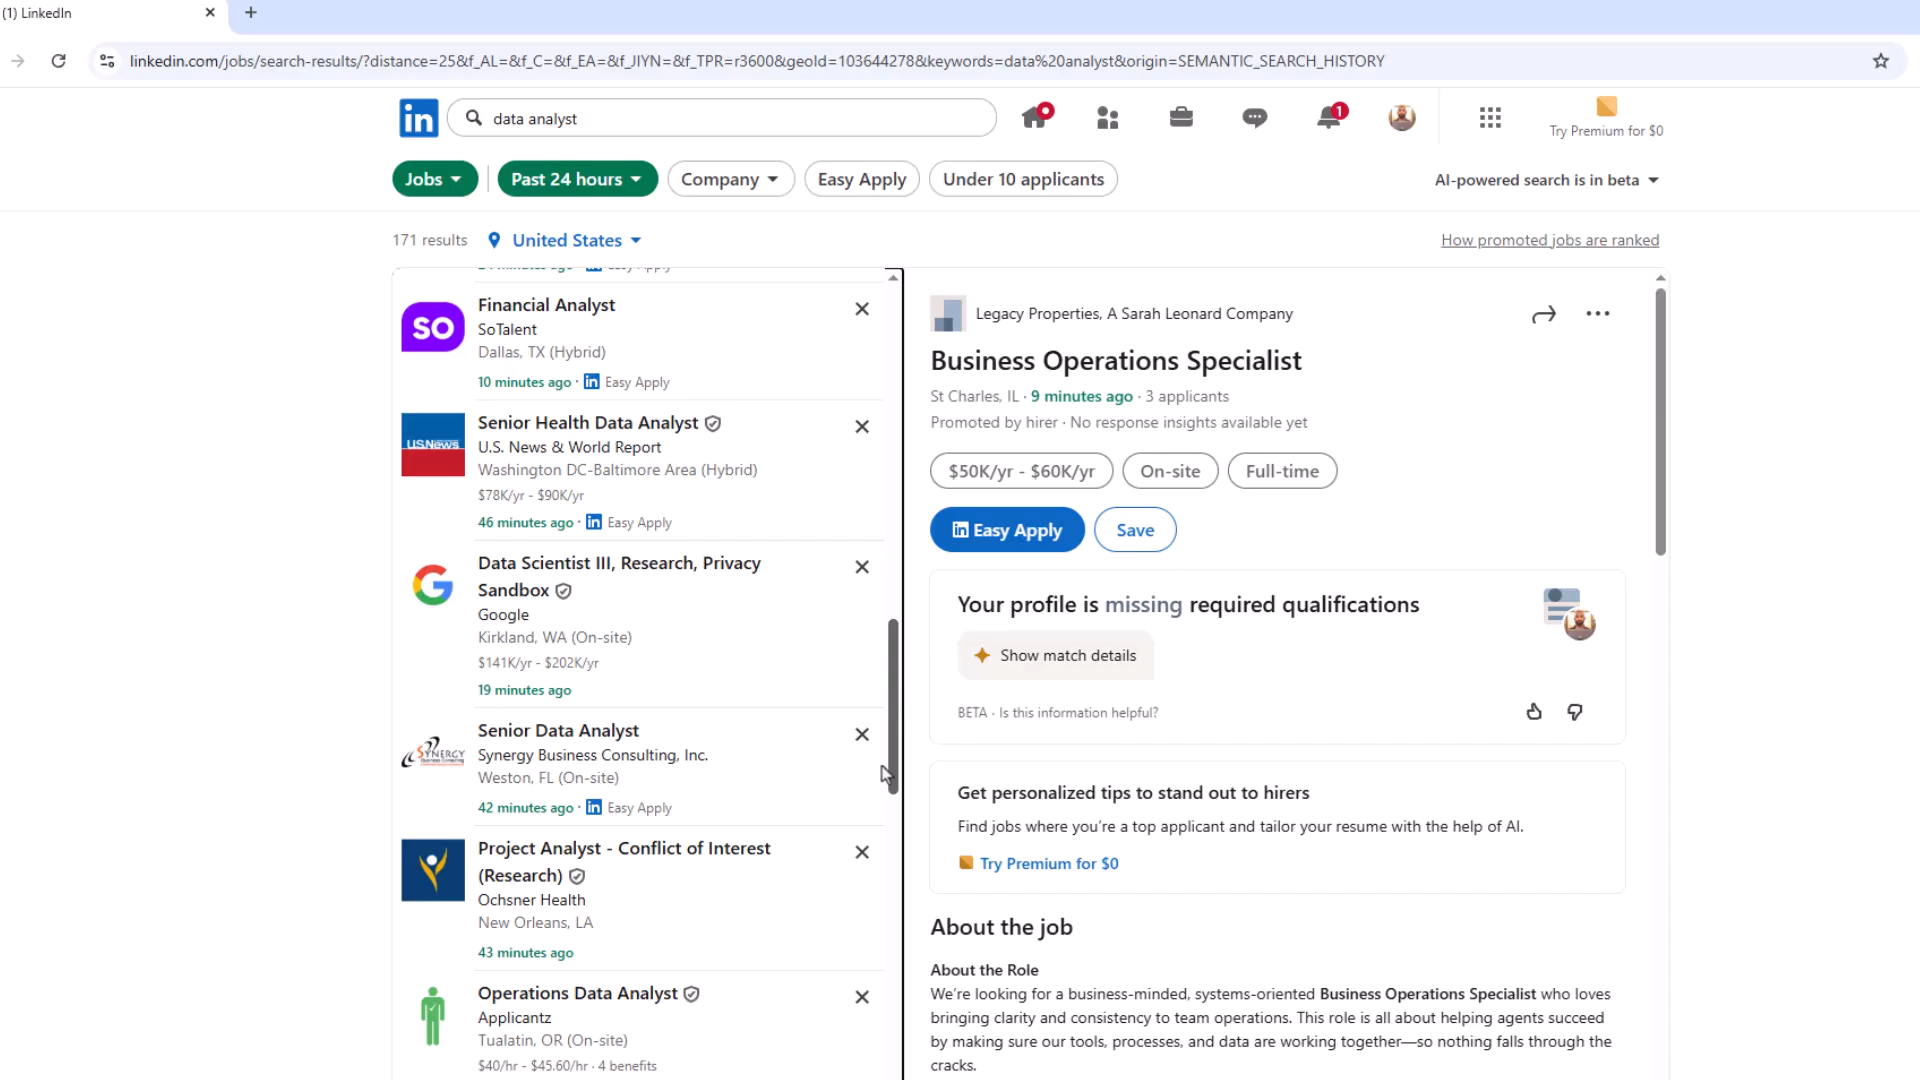 (1) LinkedIn
linkedin.com/jobs/search-results/?distance=25&f_AL=&f_C=&f_EA=&f_JIYN=&f_TPR=r3600&geoId=103644278&keywords=data%20analyst&origin=SEMANTIC_SEARCH_HISTORY
in
data analyst
1
Try Premium for $0
Jobs
Past 24 hours
Company
Easy Apply
Under 10 applicants
AI-powered search is in beta
171 results
United States
How promoted jobs are ranked
Easy Apply
SO
Financial Analyst
SoTalent
Dallas, TX (Hybrid)
10 minutes ago · in Easy Apply
U.S.News
Senior Health Data Analyst
U.S. News & World Report
Washington DC-Baltimore Area (Hybrid)
$78K/yr - $90K/yr
46 minutes ago · in Easy Apply
Data Scientist III, Research, Privacy
Sandbox
Google
Kirkland, WA (On-site)
$141K/yr - $202K/yr
19 minutes ago
SYNERGY
Senior Data Analyst
Synergy Business Consulting, Inc.
Weston, FL (On-site)
42 minutes ago · in Easy Apply
Project Analyst - Conflict of Interest
(Research)
Ochsner Health
New Orleans, LA
43 minutes ago
Operations Data Analyst
Applicantz
Tualatin, OR (On-site)
$40/hr - $45.60/hr · 4 benefits
Legacy Properties, A Sarah Leonard Company
Business Operations Specialist
St Charles, IL · 9 minutes ago · 3 applicants
Promoted by hirer · No response insights available yet
$50K/yr - $60K/yr
On-site
Full-time
in Easy Apply
Save
Your profile is missing required qualifications
Show match details
BETA · Is this information helpful?
Get personalized tips to stand out to hirers
Find jobs where you're a top applicant and tailor your resume with the help of AI.
Try Premium for $0
About the job
About the Role
We're looking for a business-minded, systems-oriented Business Operations Specialist who loves
bringing clarity and consistency to team operations. This role is all about helping agents succeed
by making sure our tools, processes, and data are working together—so nothing falls through the
cracks.